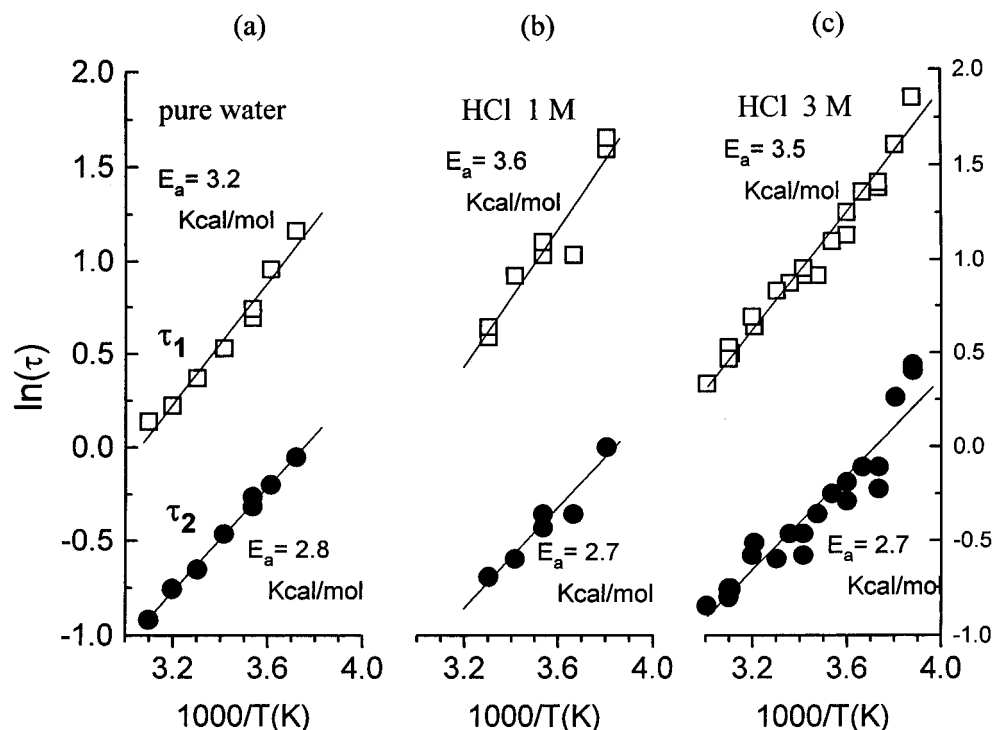 (a)
(b)
(c)
2.0
1.5
1.0
0.5
0.0
-0.5
-1.0
ln(τ)
pure water
Eₐ= 3.2
Kcal/mol
τ₁
τ₂
Eₐ= 2.8
Kcal/mol
3.2
3.6
4.0
1000/T(K)
HCl 1 M
Eₐ= 3.6
Kcal/mol
Eₐ= 2.7
Kcal/mol
3.2
3.6
4.0
1000/T(K)
HCl 3 M
Eₐ= 3.5
Kcal/mol
Eₐ= 2.7
Kcal/mol
3.2
3.6
4.0
1000/T(K)
2.0
1.5
1.0
0.5
0.0
-0.5
-1.0